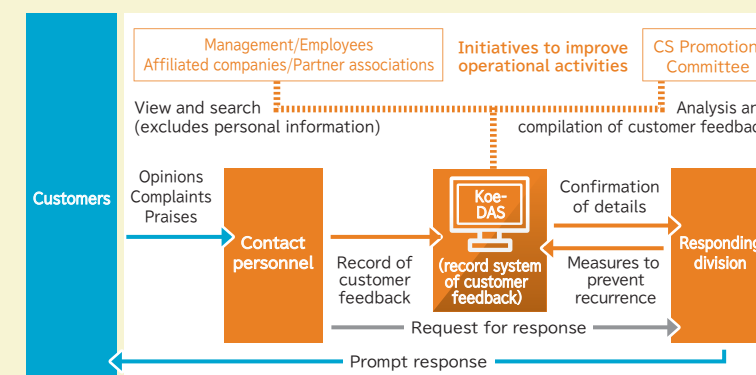 Management/Employees
Affiliated companies/Partner associations
Initiatives to improve
operational activities
CS Promotion
Committee
View and search
(excludes personal information)
Analysis
compilation of customer
Customers
Opinions
Complaints
Praises
Contact
personnel
Record of
customer
feedback
Koe-
DAS
(record system
of customer
feedback)
Confirmation
of details
Measures to
prevent
recurrence
Responding
division
Request for response
Prompt response